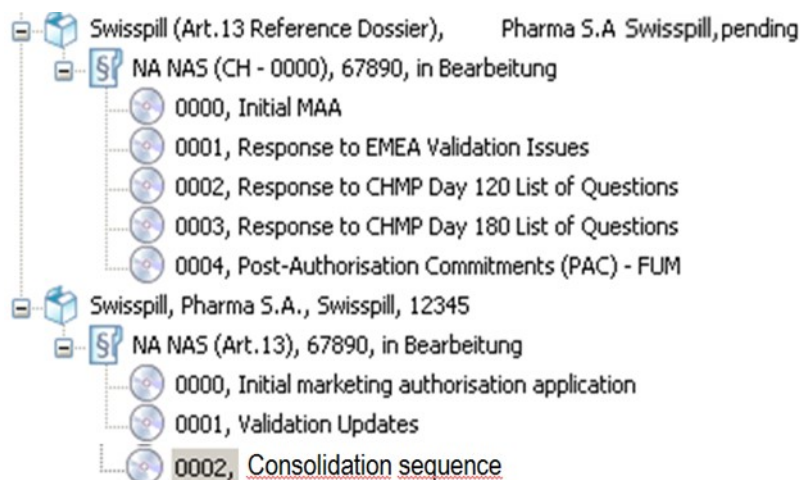 Swisspill (Art.13 Reference Dossier), Pharma S.A Swisspill, pending
NA NAS (CH - 0000), 67890, in Bearbeitung
0000, Initial MAA
0001, Response to EMEA Validation Issues
0002, Response to CHMP Day 120 List of Questions
0003, Response to CHMP Day 180 List of Questions
0004, Post-Authorisation Commitments (PAC) - FUM
Swisspill, Pharma S.A., Swisspill, 12345
NA NAS (Art.13), 67890, in Bearbeitung
0000, Initial marketing authorisation application
0001, Validation Updates
0002, Consolidation sequence